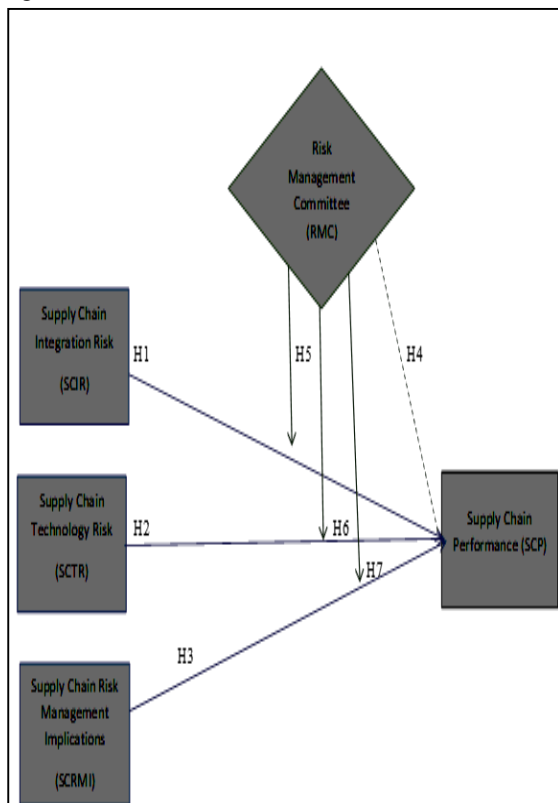 Risk
Management
Committee
(RMC)
Supply Chain
Integration Risk
(SCIR)
H1
H5
H4
Supply Chain
Technology Risk
(SCTR)
H2
H6
Supply Chain
Performance (SCP)
H7
H3
Supply Chain Risk
Management
Implications
(SCRMI)